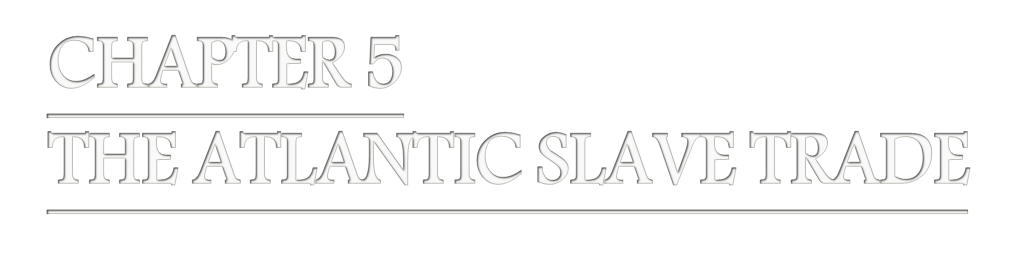 CHAPTER 5
THE ATLANTIC SLAVE TRADE